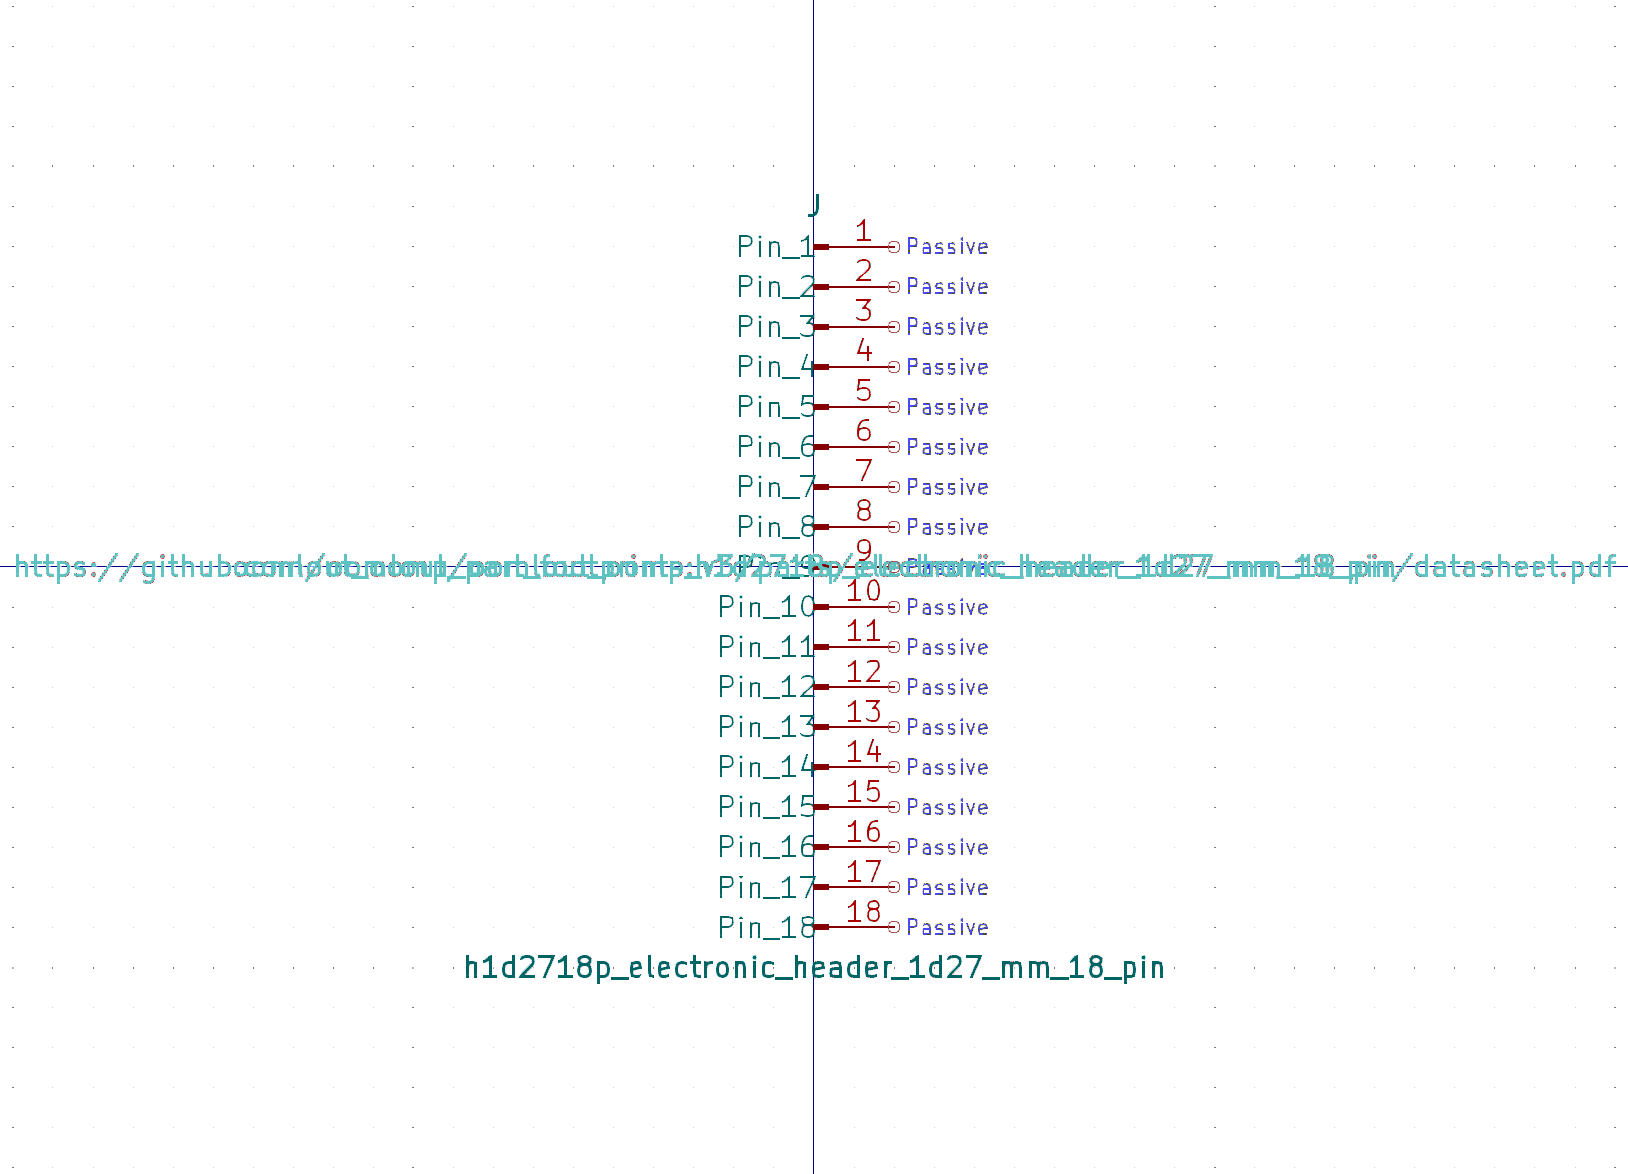 J
Pin_1 1 Passive
Pin_2 2 Passive
Pin_3 3 Passive
Pin_4 4 Passive
Pin_5 5 Passive
Pin_6 6 Passive
Pin_7 7 Passive
Pin_8 8 Passive
9
https://github /datasheet.pdf
Pin_10 10 Passive
Pin_11 11 Passive
Pin_12 12 Passive
Pin_13 13 Passive
Pin_14 14 Passive
Pin_15 15 Passive
Pin_16 16 Passive
Pin_17 17 Passive
Pin_18 18 Passive
h1d2718p_electronic_header_1d27_mm_18_pin